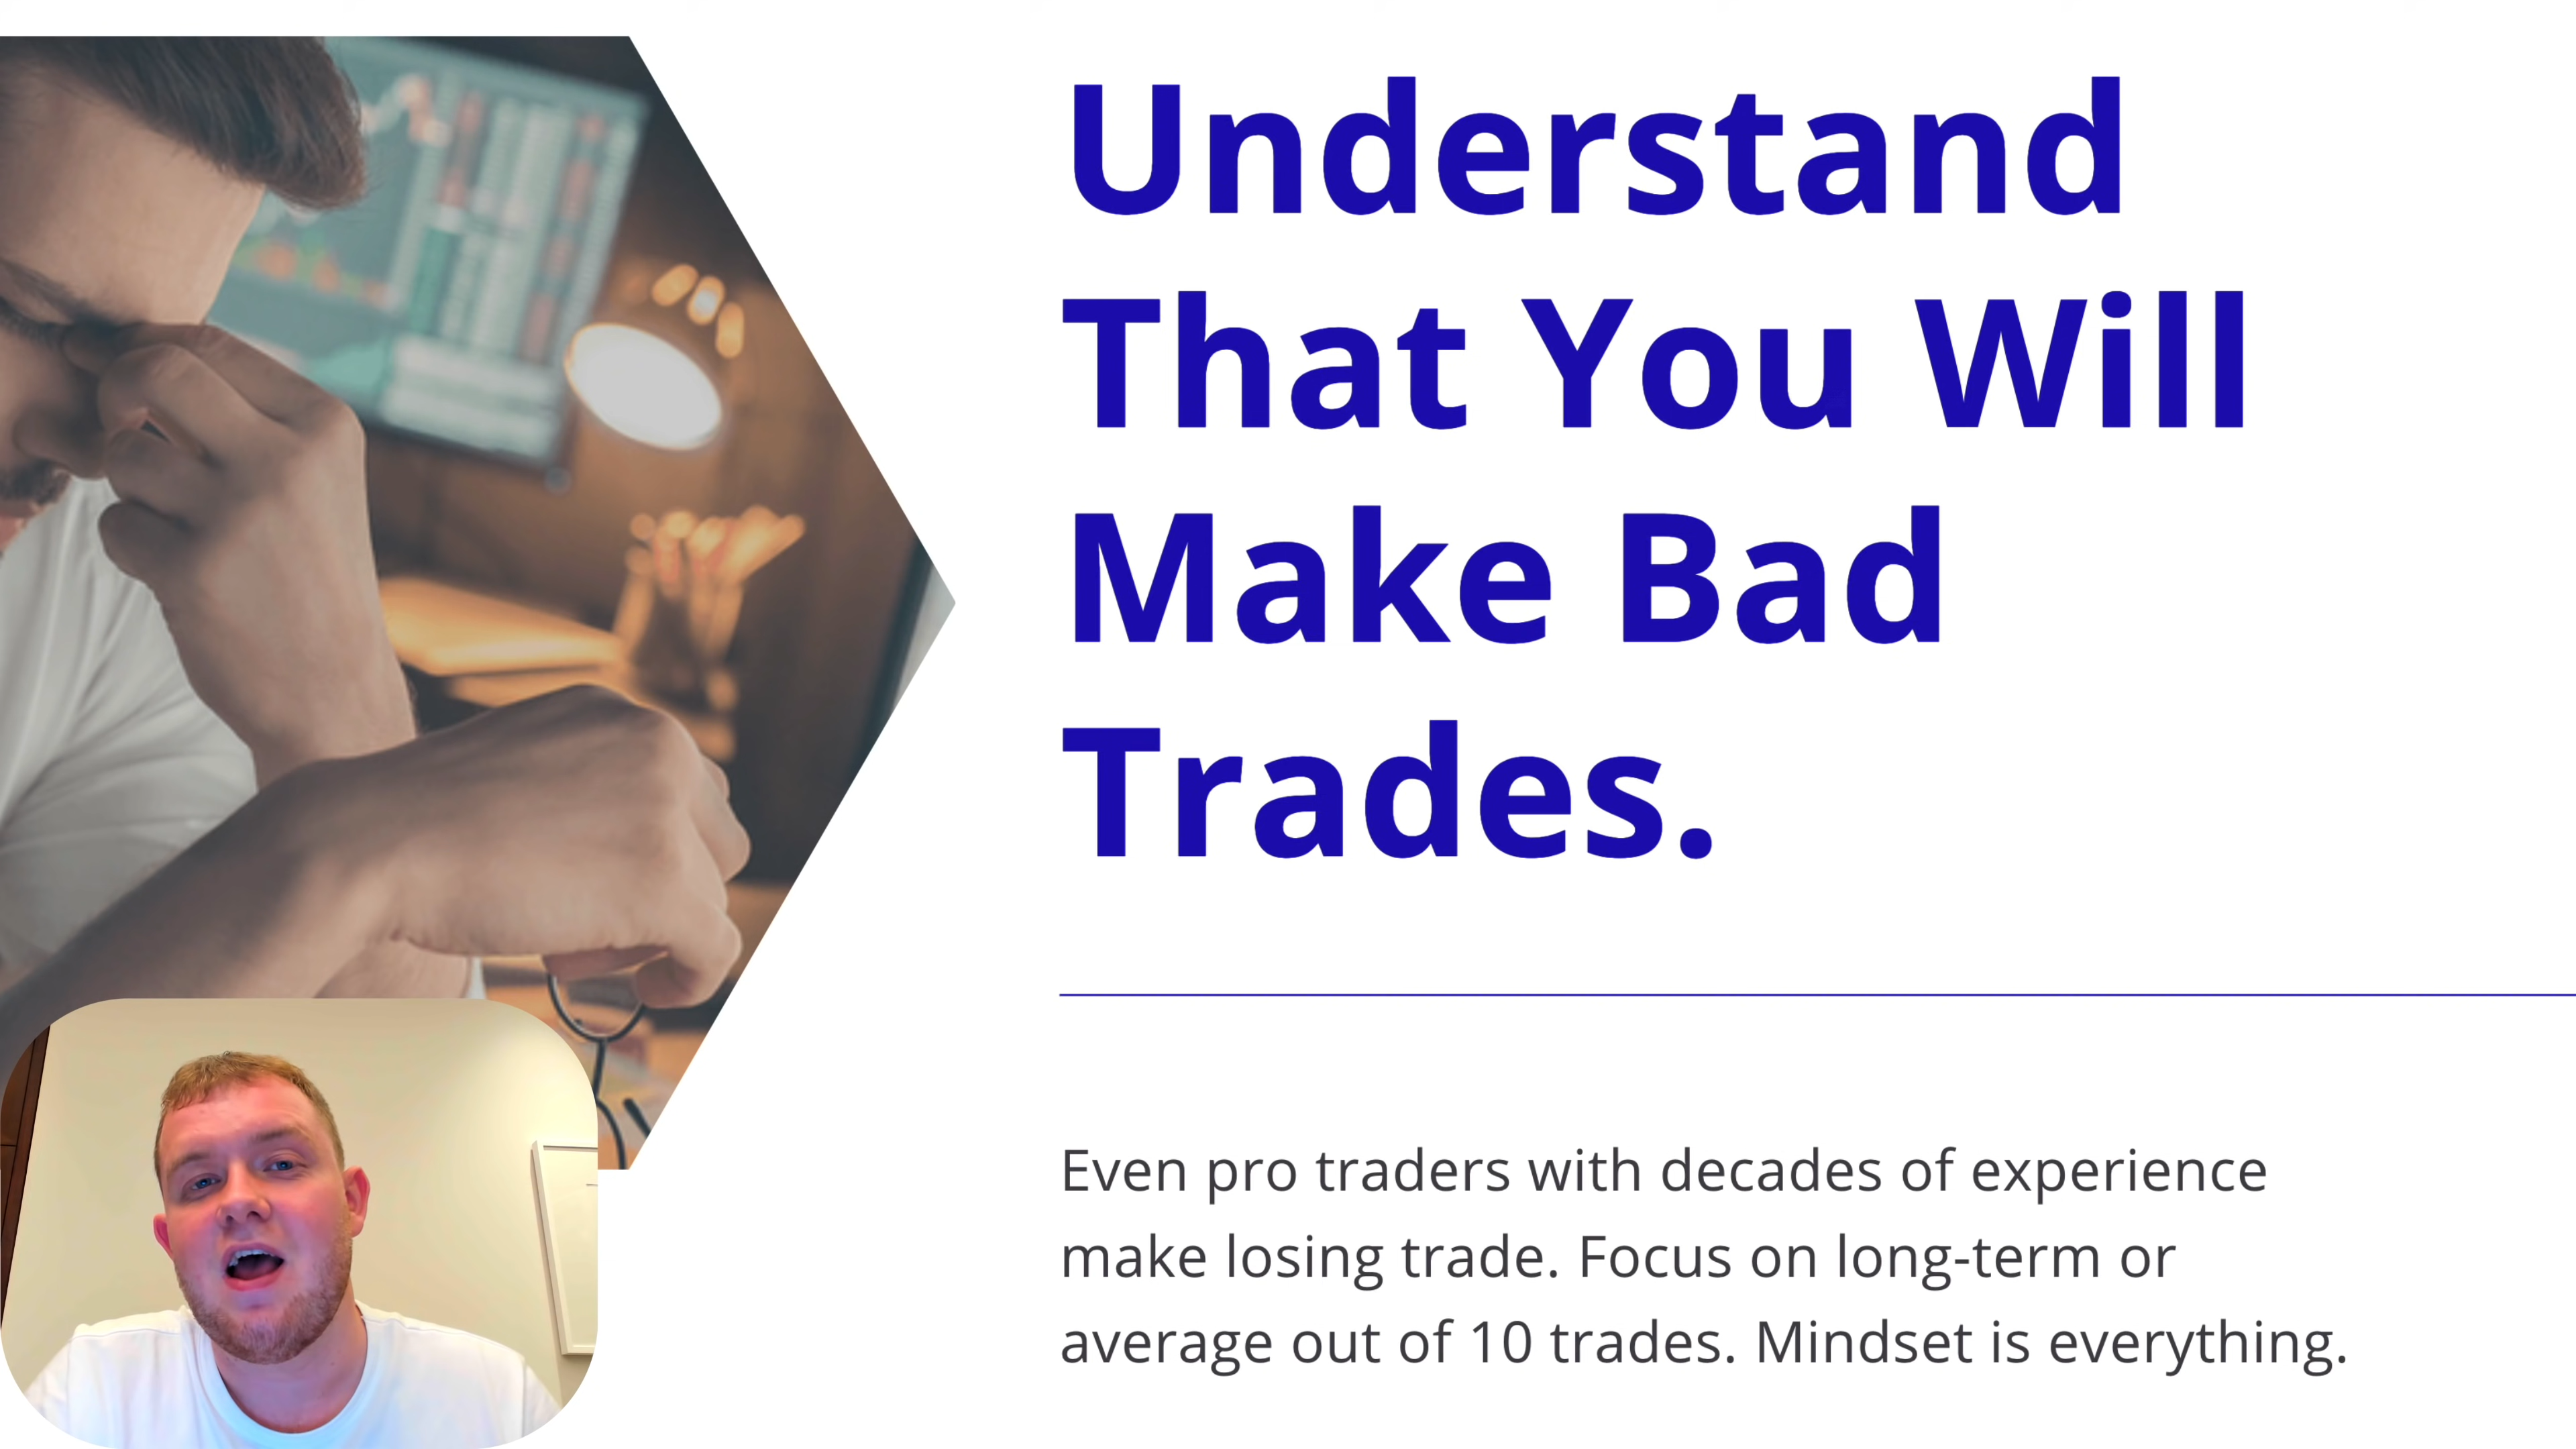 Understand
That You Will
Make Bad
Trades.
Even pro traders with decades of experience
make losing trade. Focus on long-term or
average out of 10 trades. Mindset is everything.